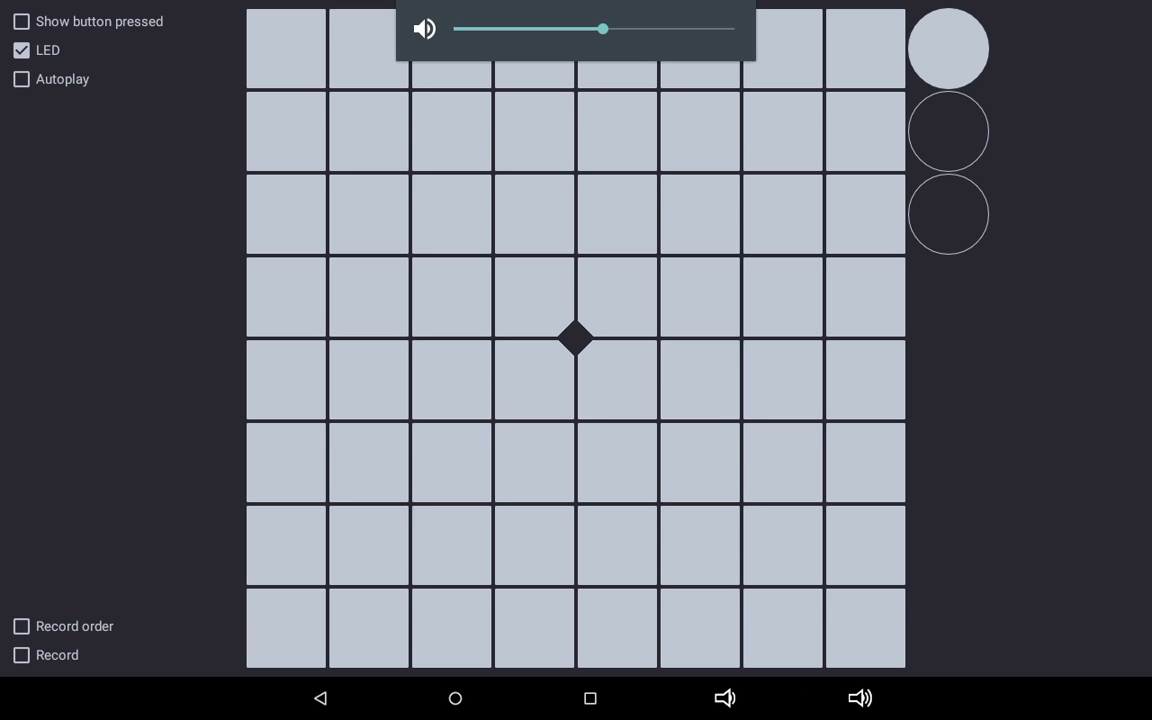 Show button pressed
LED
Autoplay
Record order
Record